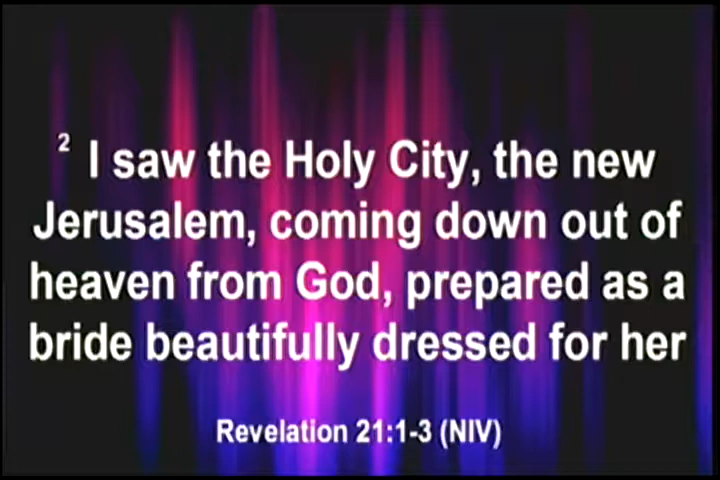 2 I saw the Holy City, the new
Jerusalem, coming down out of
heaven from God, prepared as a
bride beautifully dressed for her
Revelation 21:1-3 (NIV)